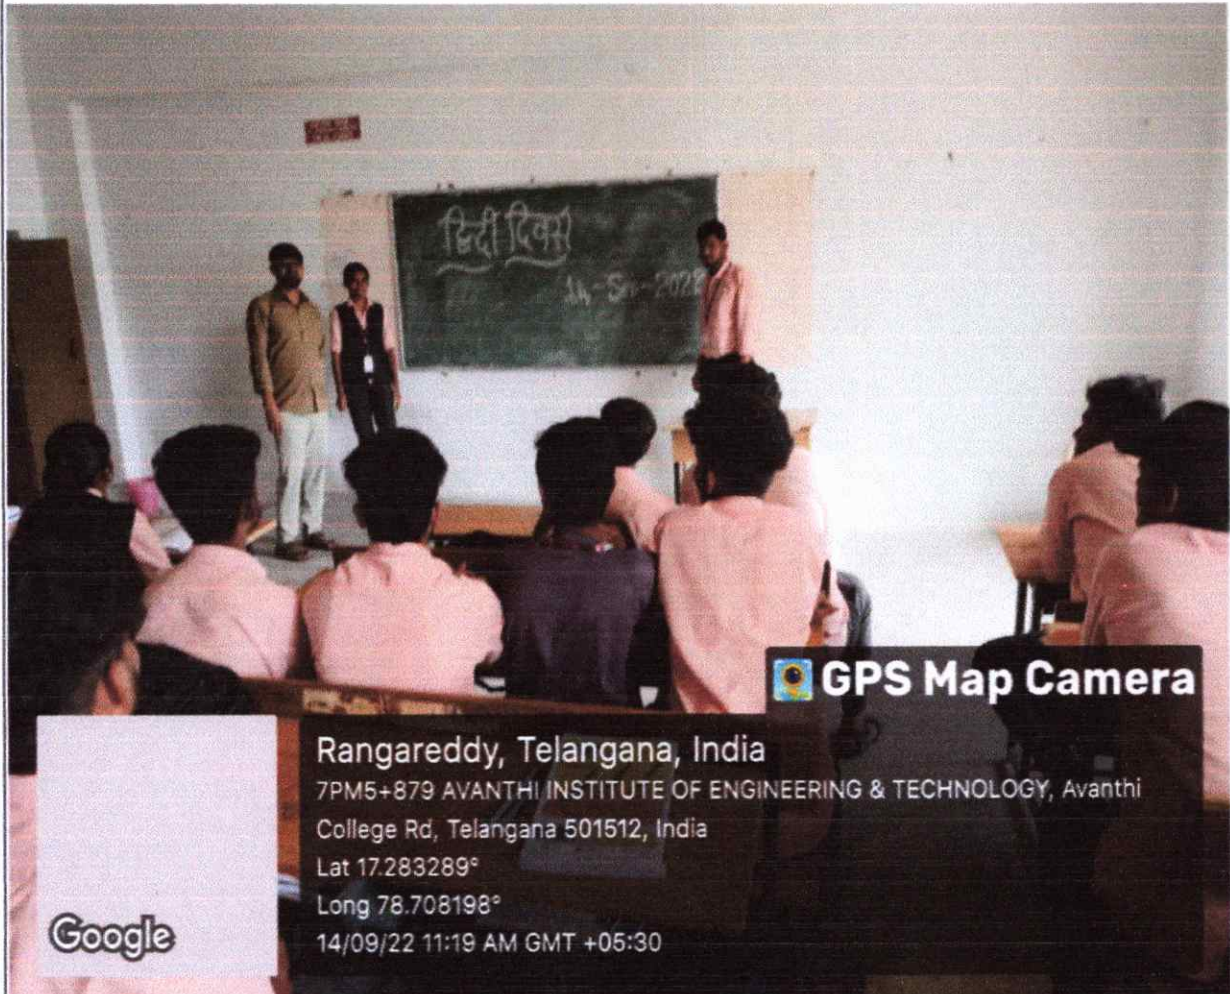 हिन्दी दिवस
14-Sep-2022
GPS Map Camera
Rangareddy, Telangana, India
7PM5+879 AVANTHI INSTITUTE OF ENGINEERING & TECHNOLOGY, Avanthi
College Rd, Telangana 501512, India
Lat 17.283289°
Long 78.708198°
14/09/22 11:19 AM GMT +05:30
Google